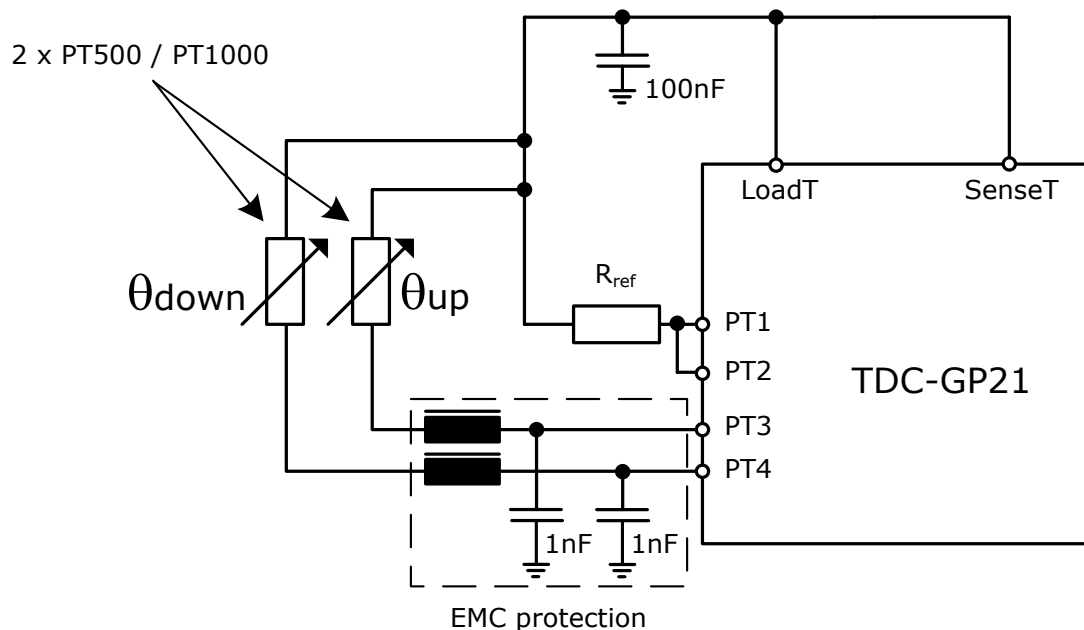 2 x PT500 / PT1000
100nF
LoadT
SenseT
θdown
θup
Rref
PT1
PT2
TDC-GP21
PT3
PT4
1nF
1nF
EMC protection